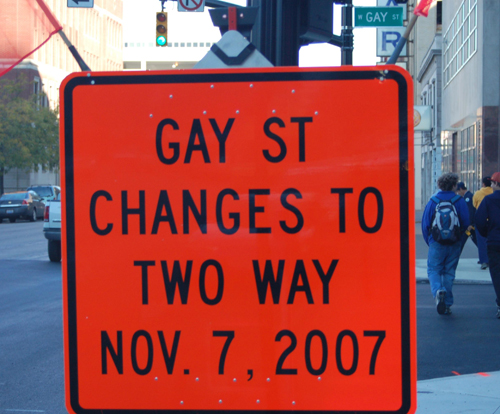 W GAY ST
R
GAY ST
CHANGES TO
TWO WAY
NOV. 7, 2007